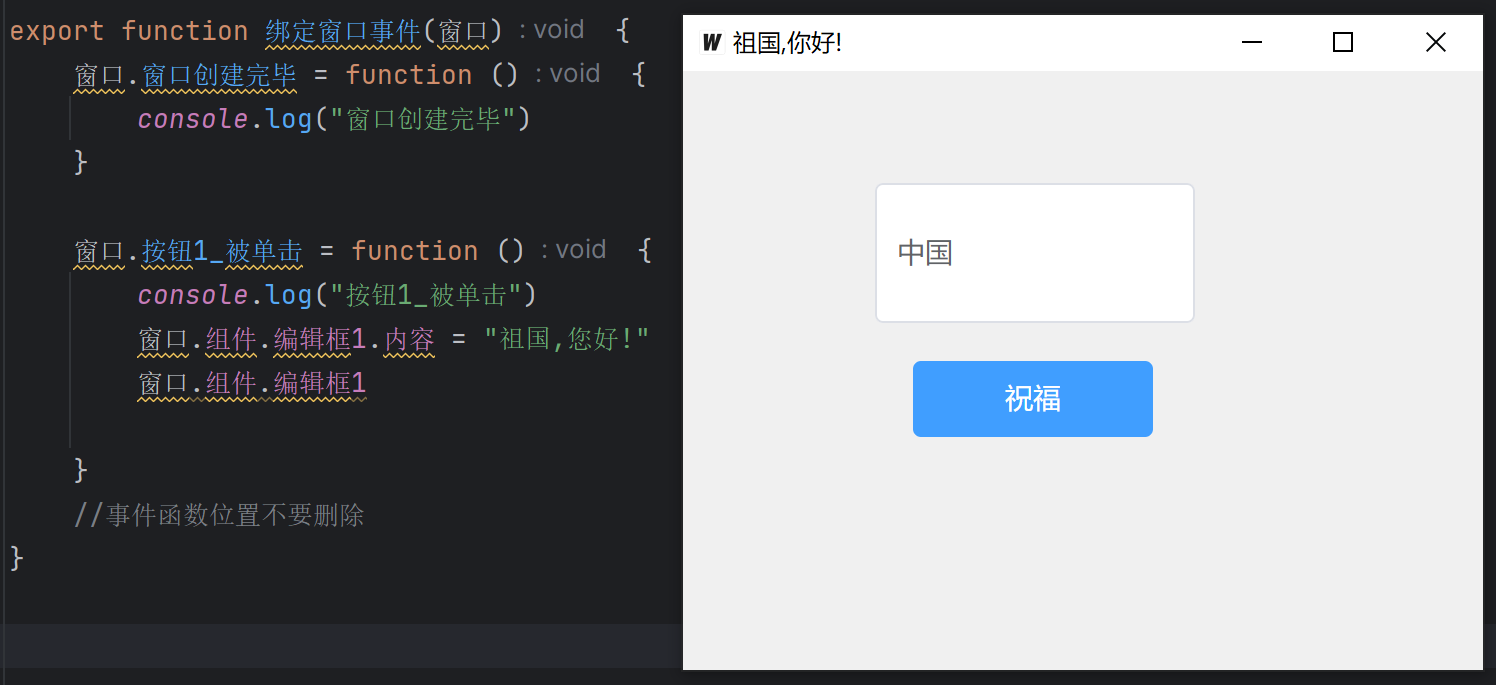 export function 绑定窗口事件(窗口) : void {
窗口.窗口创建完毕 = function () : void {
console.log("窗口创建完毕")
}
窗口.按钮1_被单击 = function () : void {
console.log("按钮1_被单击")
窗口.组件.编辑框1.内容 = "祖国,您好!"
窗口.组件.编辑框1
}
//事件函数位置不要删除
}
W 祖国,你好!
中国
祝福